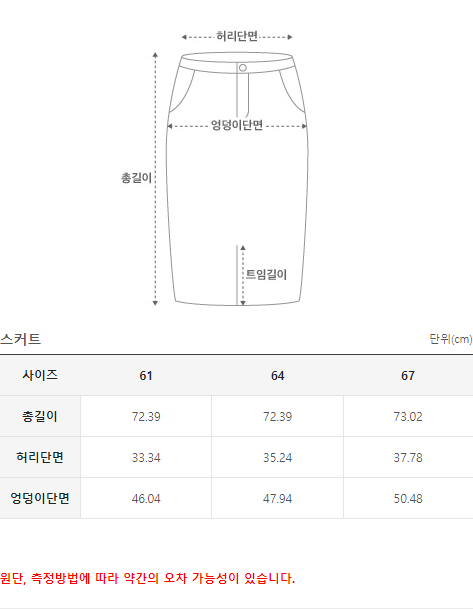 허리단면
엉덩이단면
총길이
트임길이
스커트 단위(cm)
사이즈 61 64 67
총길이 72.39 72.39 73.02
허리단면 33.34 35.24 37.78
엉덩이단면 46.04 47.94 50.48
원단, 측정방법에 따라 약간의 오차 가능성이 있습니다.